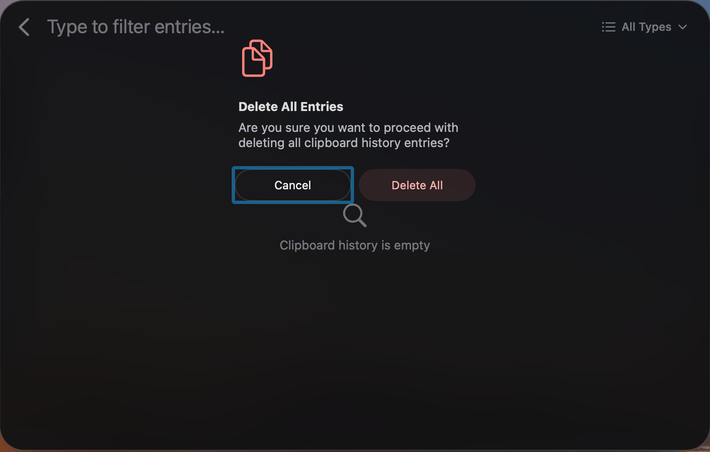 Type to filter entries...
All Types
Delete All Entries
Are you sure you want to proceed with
deleting all clipboard history entries?
Cancel
Delete All
Clipboard history is empty